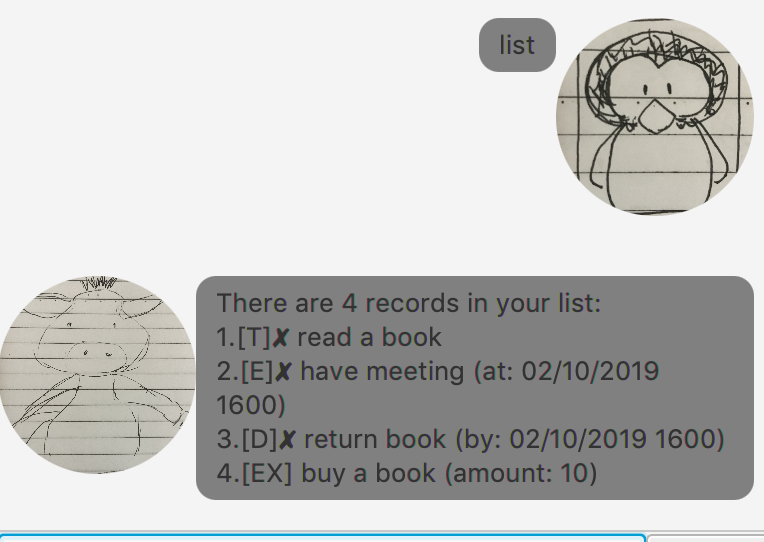 list
There are 4 records in your list:
1.[T]✘ read a book
2.[E]✘ have meeting (at: 02/10/2019
1600)
3.[D]✘ return book (by: 02/10/2019 1600)
4.[EX] buy a book (amount: 10)